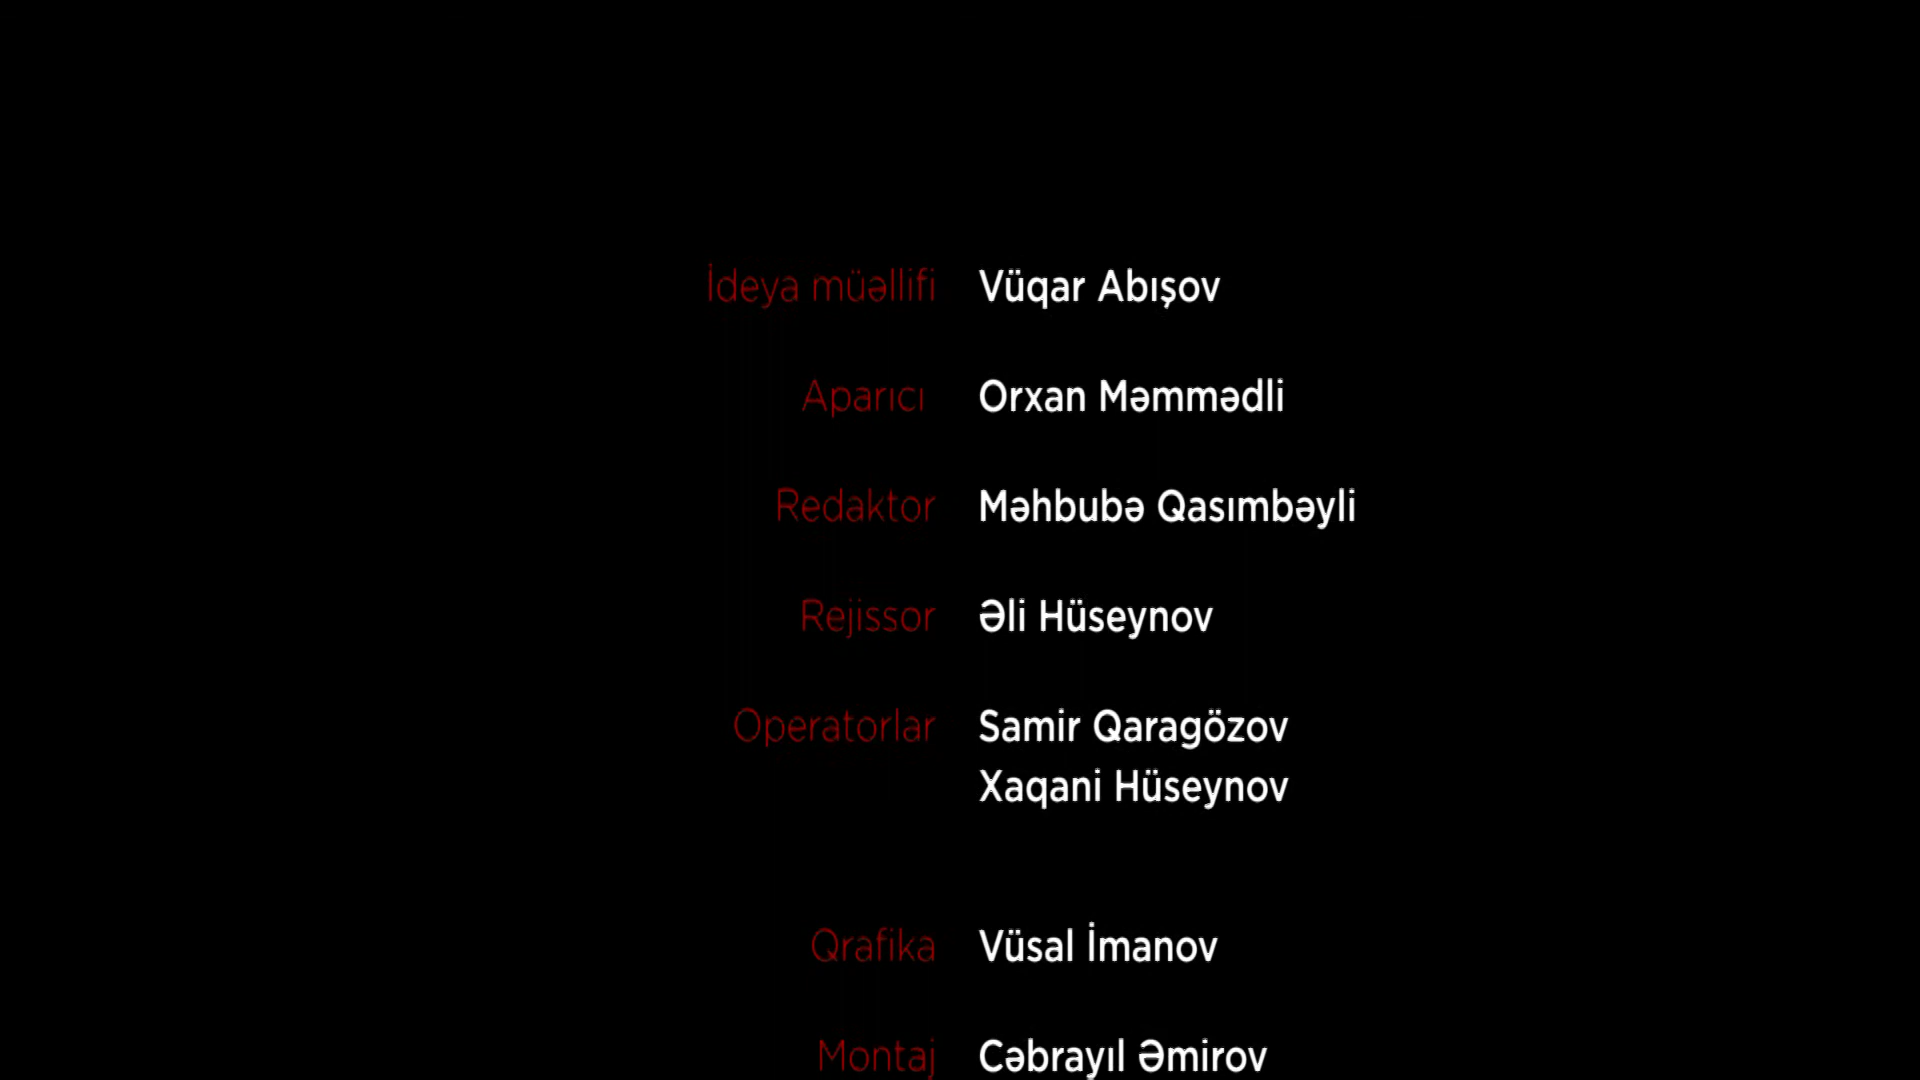 İdeya müəllifi Vüqar Abışov
Aparıcı Orxan Məmmədli
Redaktor Məhbubə Qasımbəyli
Rejissor Əli Hüseynov
Operatorlar Samir Qaragözov
Xaqani Hüseynov
Qrafika Vüsal İmanov
Montaj Cəbrayıl Əmirov